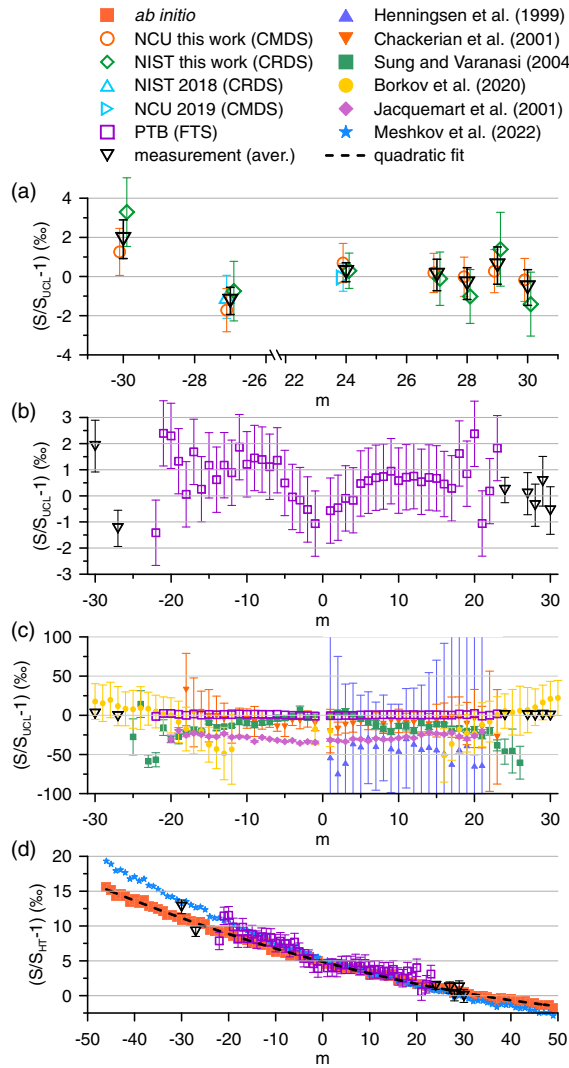 ab initio
NCU this work (CMDS)
NIST this work (CRDS)
NIST 2018 (CRDS)
NCU 2019 (CMDS)
PTB (FTS)
measurement (aver.)
Henningsen et al. (1999)
Chackerian et al. (2001)
Sung and Varanasi (2004
Borkov et al. (2020)
Jacquemart et al. (2001)
Meshkov et al. (2022)
quadratic fit
(a)
(S/S_UCL-1) (‰)
4
2
0
-2
-4
-30 -28 -26 22 24 26 28 30
m
(b)
(S/S_UCL-1) (‰)
3
2
1
0
-1
-2
-3
-30 -20 -10 0 10 20 30
m
(c)
(S/S_UCL-1) (‰)
100
50
0
-50
-100
-30 -20 -10 0 10 20 30
m
(d)
(S/S_HT-1) (‰)
20
15
10
5
0
-50 -40 -30 -20 -10 0 10 20 30 40 50
m